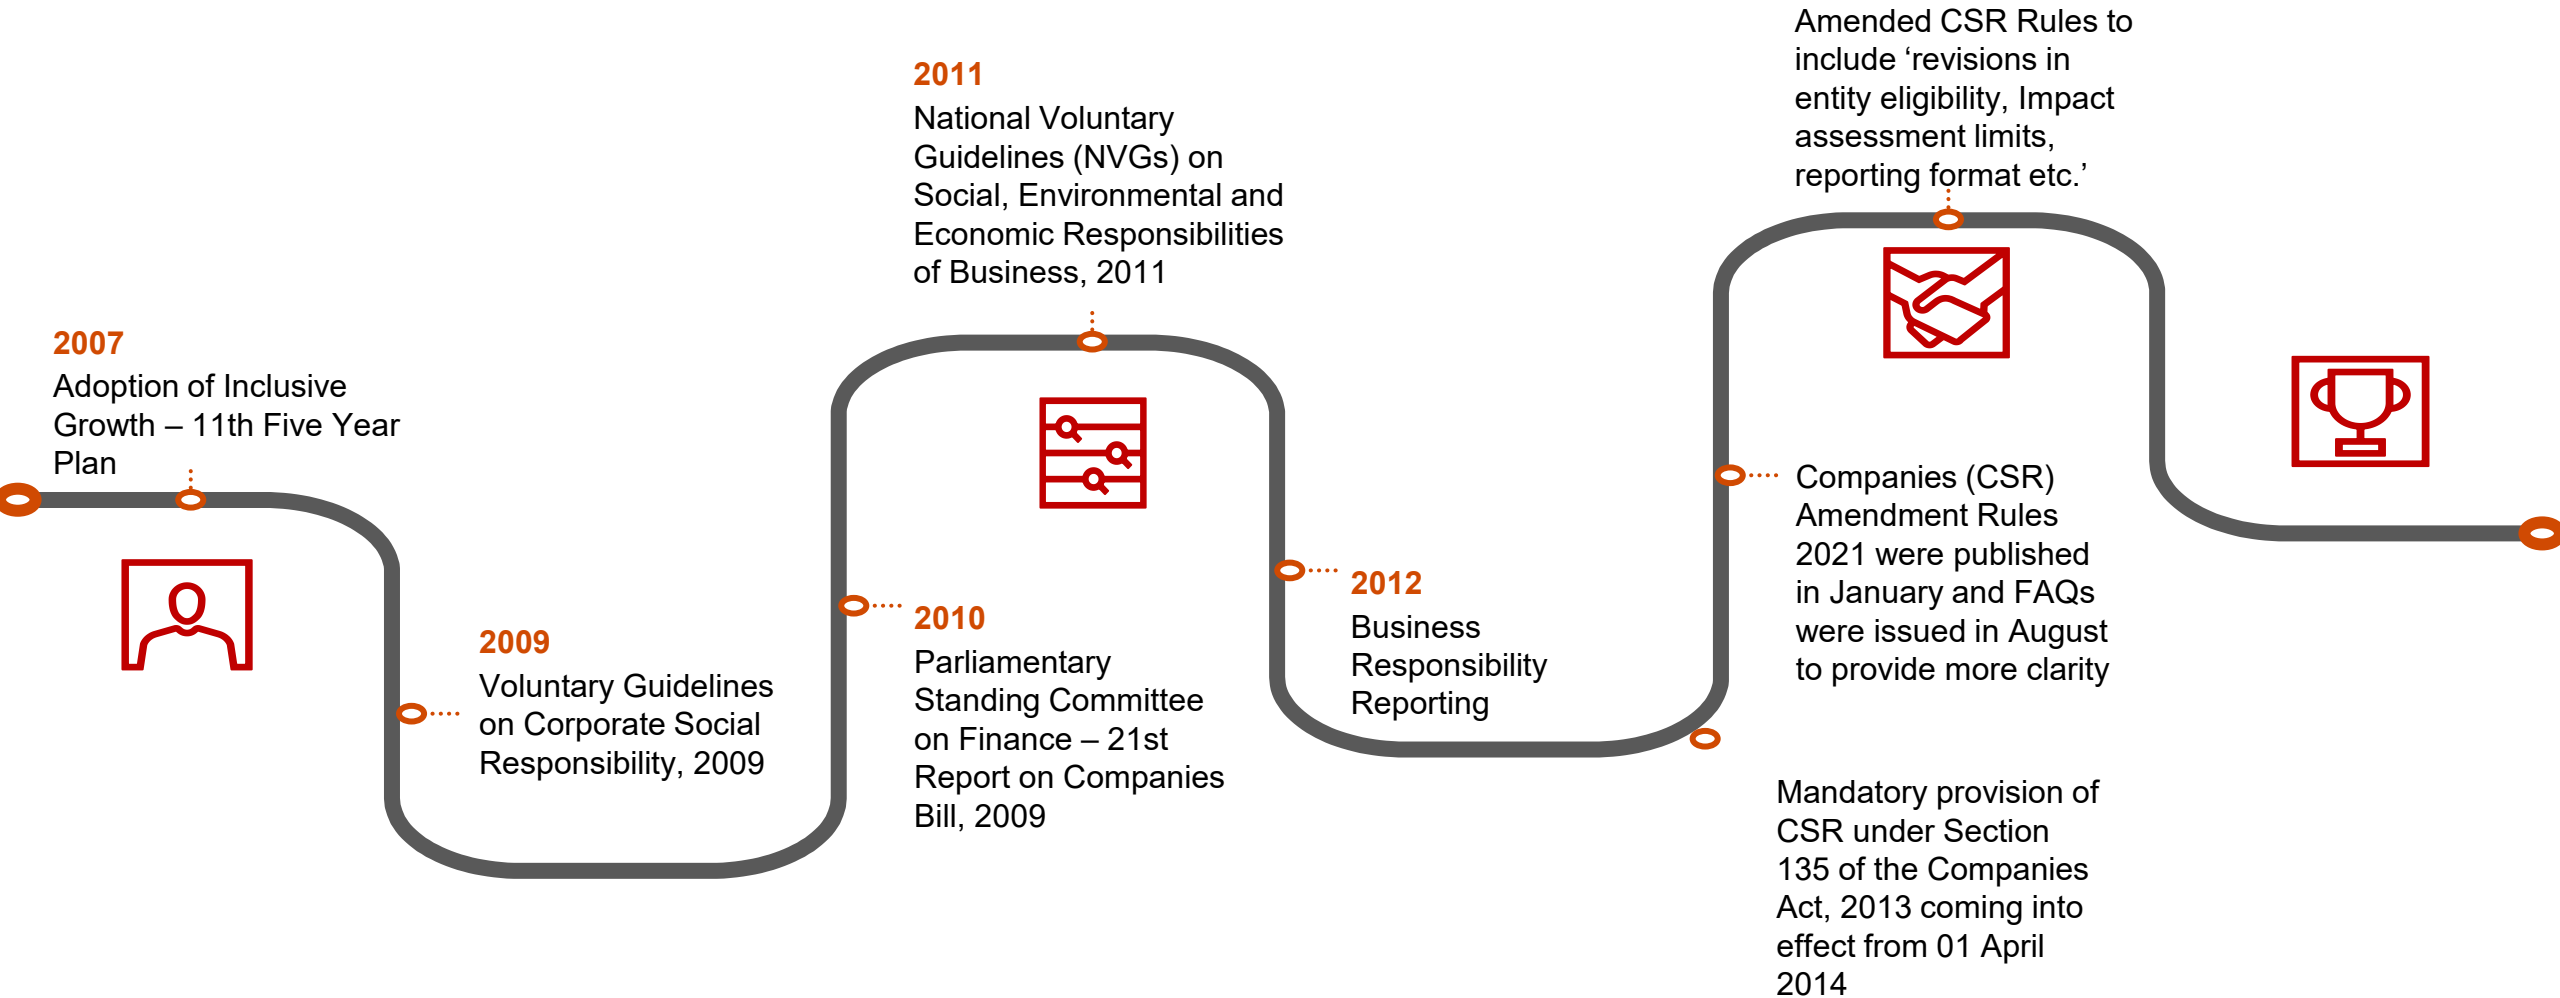 2007
Adoption of Inclusive
Growth – 11th Five Year
Plan
2009
Voluntary Guidelines
on Corporate Social
Responsibility, 2009
2010
Parliamentary
Standing Committee
on Finance – 21st
Report on Companies
Bill, 2009
2011
National Voluntary
Guidelines (NVGs) on
Social, Environmental and
Economic Responsibilities
of Business, 2011
2012
Business
Responsibility
Reporting
Mandatory provision of
CSR under Section
135 of the Companies
Act, 2013 coming into
effect from 01 April
2014
Companies (CSR)
Amendment Rules
2021 were published
in January and FAQs
were issued in August
to provide more clarity
Amended CSR Rules to
include ‘revisions in
entity eligibility, Impact
assessment limits,
reporting format etc.’